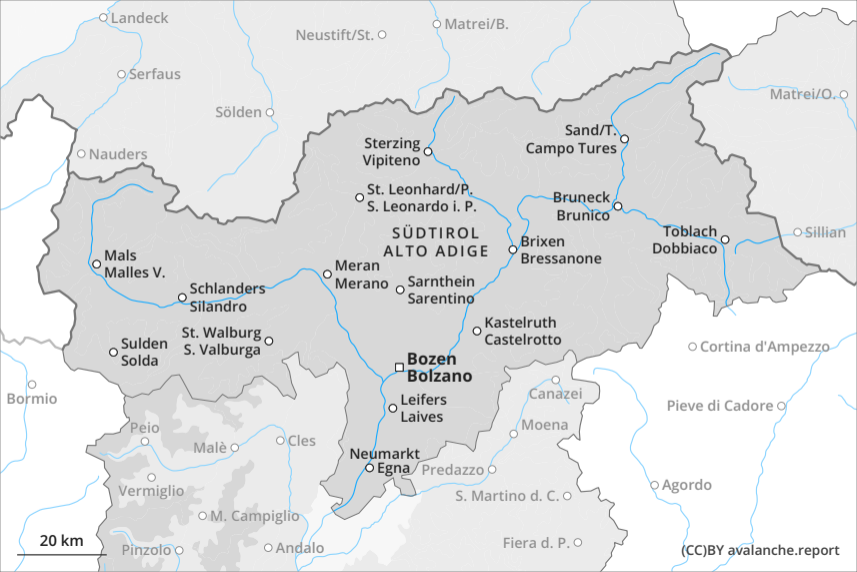 Landeck
Matrei/B.
Neustift/St.
Serfaus
Matrei/O.
Sölden
Sand/T.
Campo Tures
Sterzing
Vipiteno
Nauders
St. Leonhard/P.
S. Leonardo i. P.
Bruneck
Brunico
SÜDTIROL
ALTO ADIGE
Toblach
Dobbiaco
Sillian
Brixen
Bressanone
Mals
Malles V.
Meran
Merano
Sarnthein
Sarentino
Schlanders
Silandro
Kastelruth
Castelrotto
St. Walburg
S. Valburga
Sulden
Solda
Cortina d'Ampezzo
Bozen
Bolzano
Bormio
Canazei
Leifers
Laives
Pieve di Cadore
Peio
Moena
Malè
Cles
Neumarkt
Egna
Predazzo
Vermiglio
Agordo
S. Martino d. C.
M. Campiglio
20 km
Pinzolo
Andalo
Fiera d. P.
(CC)BY avalanche.report